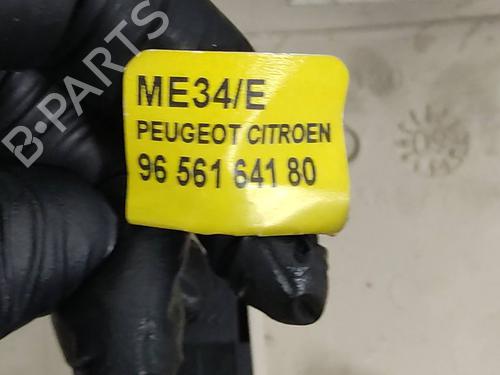 B-PARTS
ME34/E
PEUGEOT CITROEN
96 561 641 80